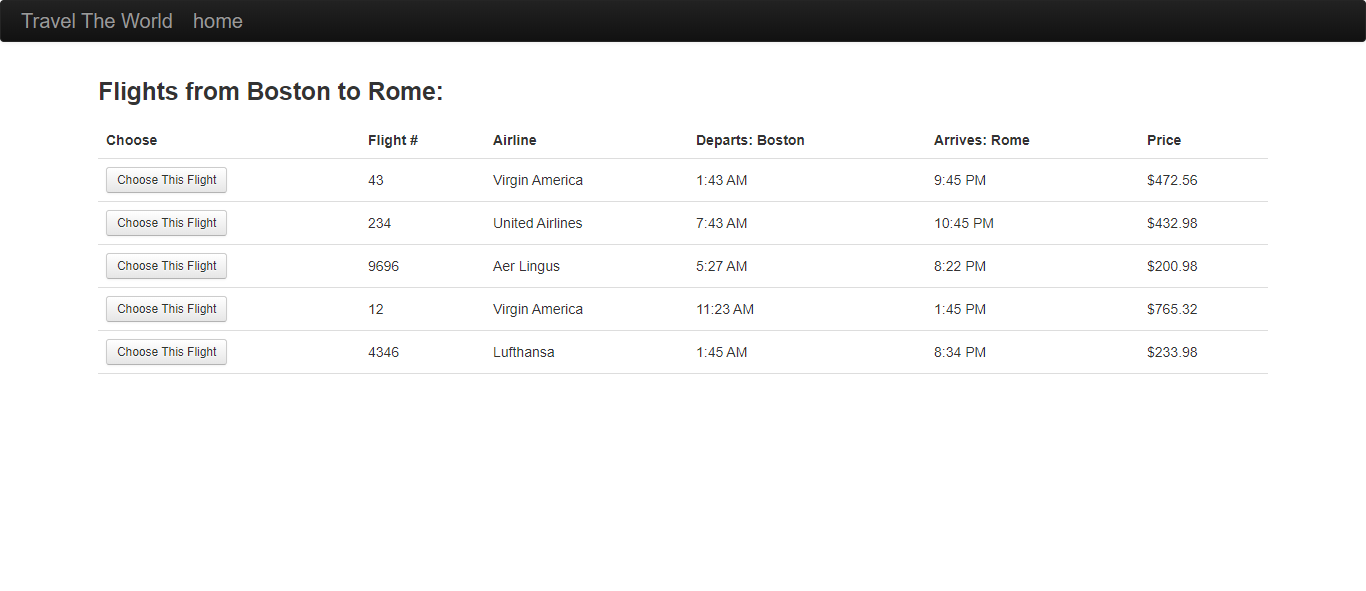 Travel The World home
Flights from Boston to Rome:
Choose Flight # Airline Departs: Boston Arrives: Rome Price
Choose This Flight 43 Virgin America 1:43 AM 9:45 PM $472.56
Choose This Flight 234 United Airlines 7:43 AM 10:45 PM $432.98
Choose This Flight 9696 Aer Lingus 5:27 AM 8:22 PM $200.98
Choose This Flight 12 Virgin America 11:23 AM 1:45 PM $765.32
Choose This Flight 4346 Lufthansa 1:45 AM 8:34 PM $233.98